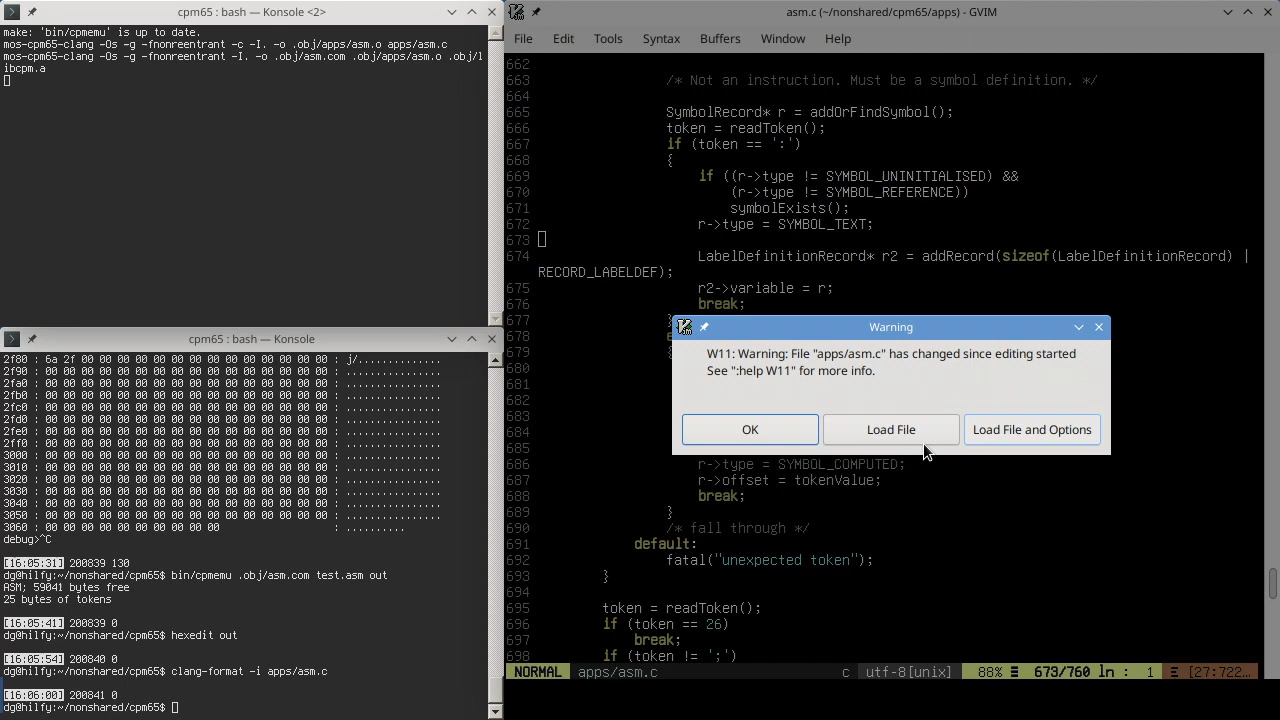 cpm65 : bash — Konsole <2>
make: 'bin/cpmemu' is up to date.
mos-cpm65-clang -Os -g -fnonreentrant -c -I. -o .obj/apps/asm.o apps/asm.c
mos-cpm65-clang -Os -g -fnonreentrant -I. -o .obj/asm.com .obj/apps/asm.o .obj/l
ibcpm.a
cpm65 : bash — Konsole
2f80 : 6a 2f 00 00 00 00 00 00 00 00 00 00 00 00 00 00 : j/..............
2f90 : 00 00 00 00 00 00 00 00 00 00 00 00 00 00 00 00 : ................
2fa0 : 00 00 00 00 00 00 00 00 00 00 00 00 00 00 00 00 : ................
2fb0 : 00 00 00 00 00 00 00 00 00 00 00 00 00 00 00 00 : ................
2fc0 : 00 00 00 00 00 00 00 00 00 00 00 00 00 00 00 00 : ................
2fd0 : 00 00 00 00 00 00 00 00 00 00 00 00 00 00 00 00 : ................
2fe0 : 00 00 00 00 00 00 00 00 00 00 00 00 00 00 00 00 : ................
2ff0 : 00 00 00 00 00 00 00 00 00 00 00 00 00 00 00 00 : ................
3000 : 00 00 00 00 00 00 00 00 00 00 00 00 00 00 00 00 : ................
3010 : 00 00 00 00 00 00 00 00 00 00 00 00 00 00 00 00 : ................
3020 : 00 00 00 00 00 00 00 00 00 00 00 00 00 00 00 00 : ................
3030 : 00 00 00 00 00 00 00 00 00 00 00 00 00 00 00 00 : ................
3040 : 00 00 00 00 00 00 00 00 00 00 00 00 00 00 00 00 : ................
3050 : 00 00 00 00 00 00 00 00 00 00 00 00 00 00 00 00 : ................
3060 : 00 00 00 00 00 00 00 00 00 00 : ..........
debug>^C
[16:05:31] 200839 130
dg@hilfy:~/nonshared/cpm65$ bin/cpmemu .obj/asm.com test.asm out
ASM; 59041 bytes free
25 bytes of tokens
[16:05:41] 200839 0
dg@hilfy:~/nonshared/cpm65$ hexedit out
[16:05:54] 200840 0
dg@hilfy:~/nonshared/cpm65$ clang-format -i apps/asm.c
[16:06:00] 200841 0
dg@hilfy:~/nonshared/cpm65$
asm.c (~/nonshared/cpm65/apps) - GVIM
File Edit Tools Syntax Buffers Window Help
662
663 /* Not an instruction. Must be a symbol definition. */
664
665 SymbolRecord* r = addOrFindSymbol();
666 token = readToken();
667 if (token == ':')
668 {
669 if ((r->type != SYMBOL_UNINITIALISED) &&
670 (r->type != SYMBOL_REFERENCE))
671 symbolExists();
672 r->type = SYMBOL_TEXT;
673
674 LabelDefinitionRecord* r2 = addRecord(sizeof(LabelDefinitionRecord) |
RECORD_LABELDEF);
675 r2->variable = r;
676 break;
677 }
678
679
680
681
682
683
684
685
686 r->type = SYMBOL_COMPUTED;
687 r->offset = tokenValue;
688 break;
689 }
690 /* fall through */
691 default:
692 fatal("unexpected token");
693 }
694
695 token = readToken();
696 if (token == 26)
697 break;
698 if (token != ';')
NORMAL apps/asm.c c utf-8[unix] 88% ≡ 673/760 ln : 1 Ξ [27:722…
Warning
W11: Warning: File "apps/asm.c" has changed since editing started
See ":help W11" for more info.
OK Load File Load File and Options